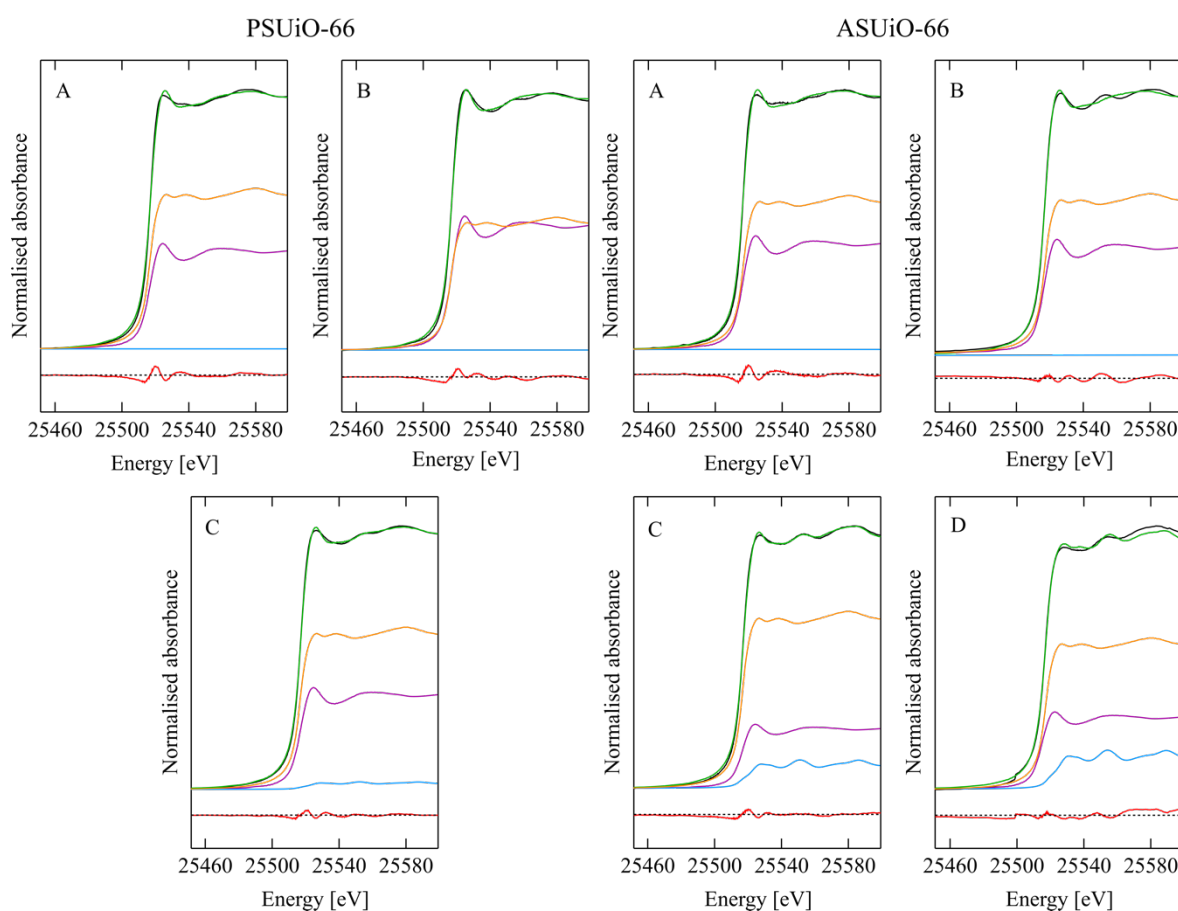 PSUiO-66 ASUiO-66
A B A B
Normalised absorbance Normalised absorbance Normalised absorbance Normalised absorbance
25460 25500 25540 25580 25460 25500 25540 25580 25460 25500 25540 25580 25460 25500 25540 25580
Energy [eV] Energy [eV] Energy [eV] Energy [eV]
C C D
Normalised absorbance Normalised absorbance Normalised absorbance
25460 25500 25540 25580 25460 25500 25540 25580 25460 25500 25540 25580
Energy [eV] Energy [eV] Energy [eV]